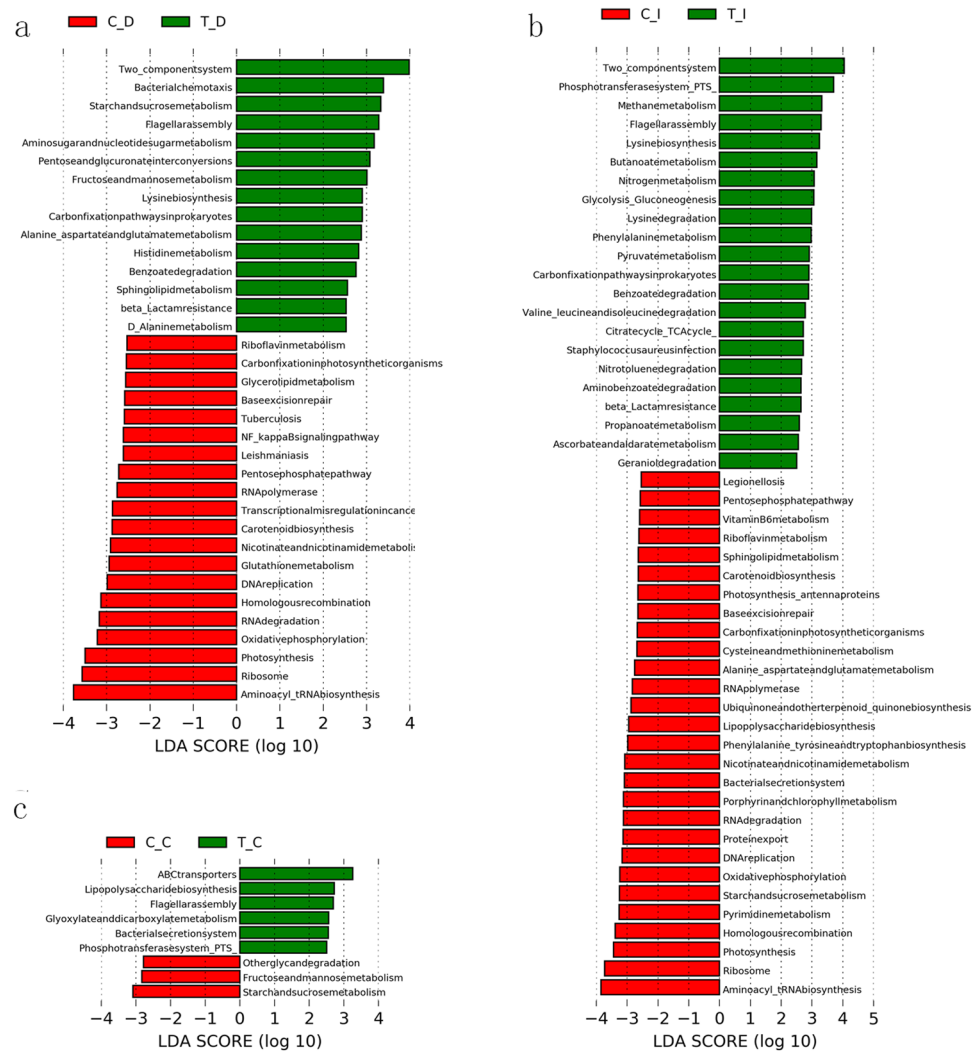 a
C_D T_D
Two_componentsystem
Bacterialchemotaxis
Starchandsucrosemetabolism
Flagellarassembly
Aminosugarandnucleotidesugarmetabolism
Pentoseandglucuronateinterconversions
Fructoseandmannosemetabolism
Lysinebiosynthesis
Carbonfixationpathwaysinprokaryotes
Alanine_aspartateandglutamatemetabolism
Histidinemetabolism
Benzoatedegradation
Sphingolipidmetabolism
beta_Lactamresistance
D_Alaninemetabolism
Riboflavinmetabolism
Carbonfixationinphotosyntheticorganisms
Glycerolipidmetabolism
Baseexcisionrepair
Tuberculosis
NF_kappaBsignalingpathway
Leishmaniasis
Pentosephosphatepathway
RNApolymerase
Transcriptionalmisregulationincance
Carotenoidbiosynthesis
Nicotinateandnicotinamidemetabolis
Glutathionemetabolism
DNAreplication
Homologousrecombination
RNAdegradation
Oxidativephosphorylation
Photosynthesis
Ribosome
Aminoacyl_tRNAbiosynthesis
−4 −3 −2 −1 0 1 2 3 4
LDA SCORE (log 10)
b
C_I T_I
Two_componentsystem
Phosphotransferasesystem_PTS_
Methanemetabolism
Flagellarassembly
Lysinebiosynthesis
Butanoatemetabolism
Nitrogenmetabolism
Glycolysis_Gluconeogenesis
Lysinedegradation
Phenylalaninemetabolism
Pyruvatemetabolism
Carbonfixationpathwaysinprokaryotes
Benzoatedegradation
Valine_leucineandisoleucinedegradation
Citratecycle_TCAcycle_
Staphylococcusaureusinfection
Nitrotoluenedegradation
Aminobenzoatedegradation
beta_Lactamresistance
Propanoatemetabolism
Ascorbateandaldaratemetabolism
Geranioldegradation
Legionellosis
Pentosephosphatepathway
VitaminB6metabolism
Riboflavinmetabolism
Sphingolipidmetabolism
Carotenoidbiosynthesis
Photosynthesis_antennaproteins
Baseexcisionrepair
Carbonfixationinphotosyntheticorganisms
Cysteineandmethioninemetabolism
Alanine_aspartateandglutamatemetabolism
RNApolymerase
Ubiquinoneandotherterpenoid_quinonebiosynthesis
Lipopolysaccharidebiosynthesis
Phenylalanine_tyrosineandtryptophanbiosynthesis
Nicotinateandnicotinamidemetabolism
Bacterialsecretionsystem
Porphyrinandchlorophyllmetabolism
RNAdegradation
Proteinexport
DNAreplication
Oxidativephosphorylation
Starchandsucrosemetabolism
Pyrimidinemetabolism
Homologousrecombination
Photosynthesis
Ribosome
Aminoacyl_tRNAbiosynthesis
−4 −3 −2 −1 0 1 2 3 4 5
LDA SCORE (log 10)
c
C_C T_C
ABCtransporters
Lipopolysaccharidebiosynthesis
Flagellarassembly
Glyoxylateanddicarboxylatemetabolism
Bacterialsecretionsystem
Phosphotransferasesystem_PTS_
Otherglycandegradation
Fructoseandmannosemetabolism
Starchandsucrosemetabolism
−4 −3 −2 −1 0 1 2 3 4
LDA SCORE (log 10)